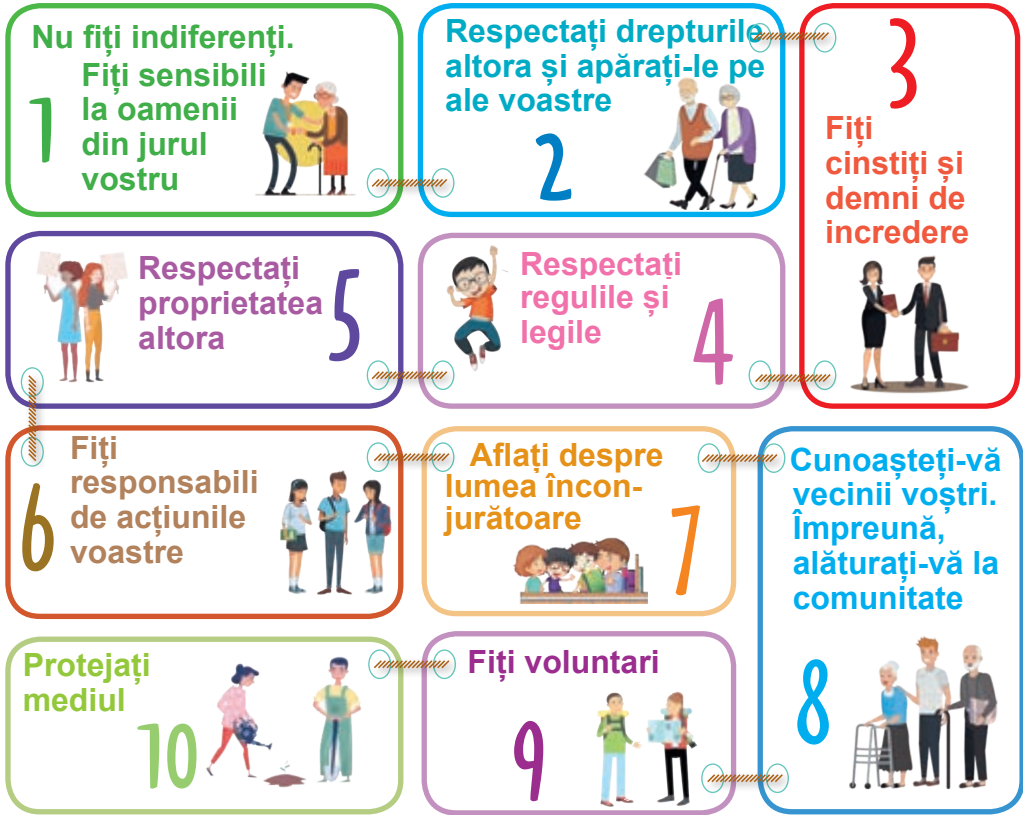 Nu fiți indiferenți.
Fiți sensibili
la oamenii
din jurul
vostru
1
Respectați drepturile
altora și apărați-le pe
ale voastre
2
3
Fiți
cinstiți și
demni de
incredere
Respectați
regulile și
legile
4
Respectați
proprietatea
altora
5
Fiți
responsabili
de acțiunile
voastre
6
Aflați despre
lumea încon-
jurătoare
7
Cunoașteți-vă
vecinii voștri.
Împreună,
alăturați-vă la
comunitate
8
Fiți voluntari
9
Protejați
mediul
10